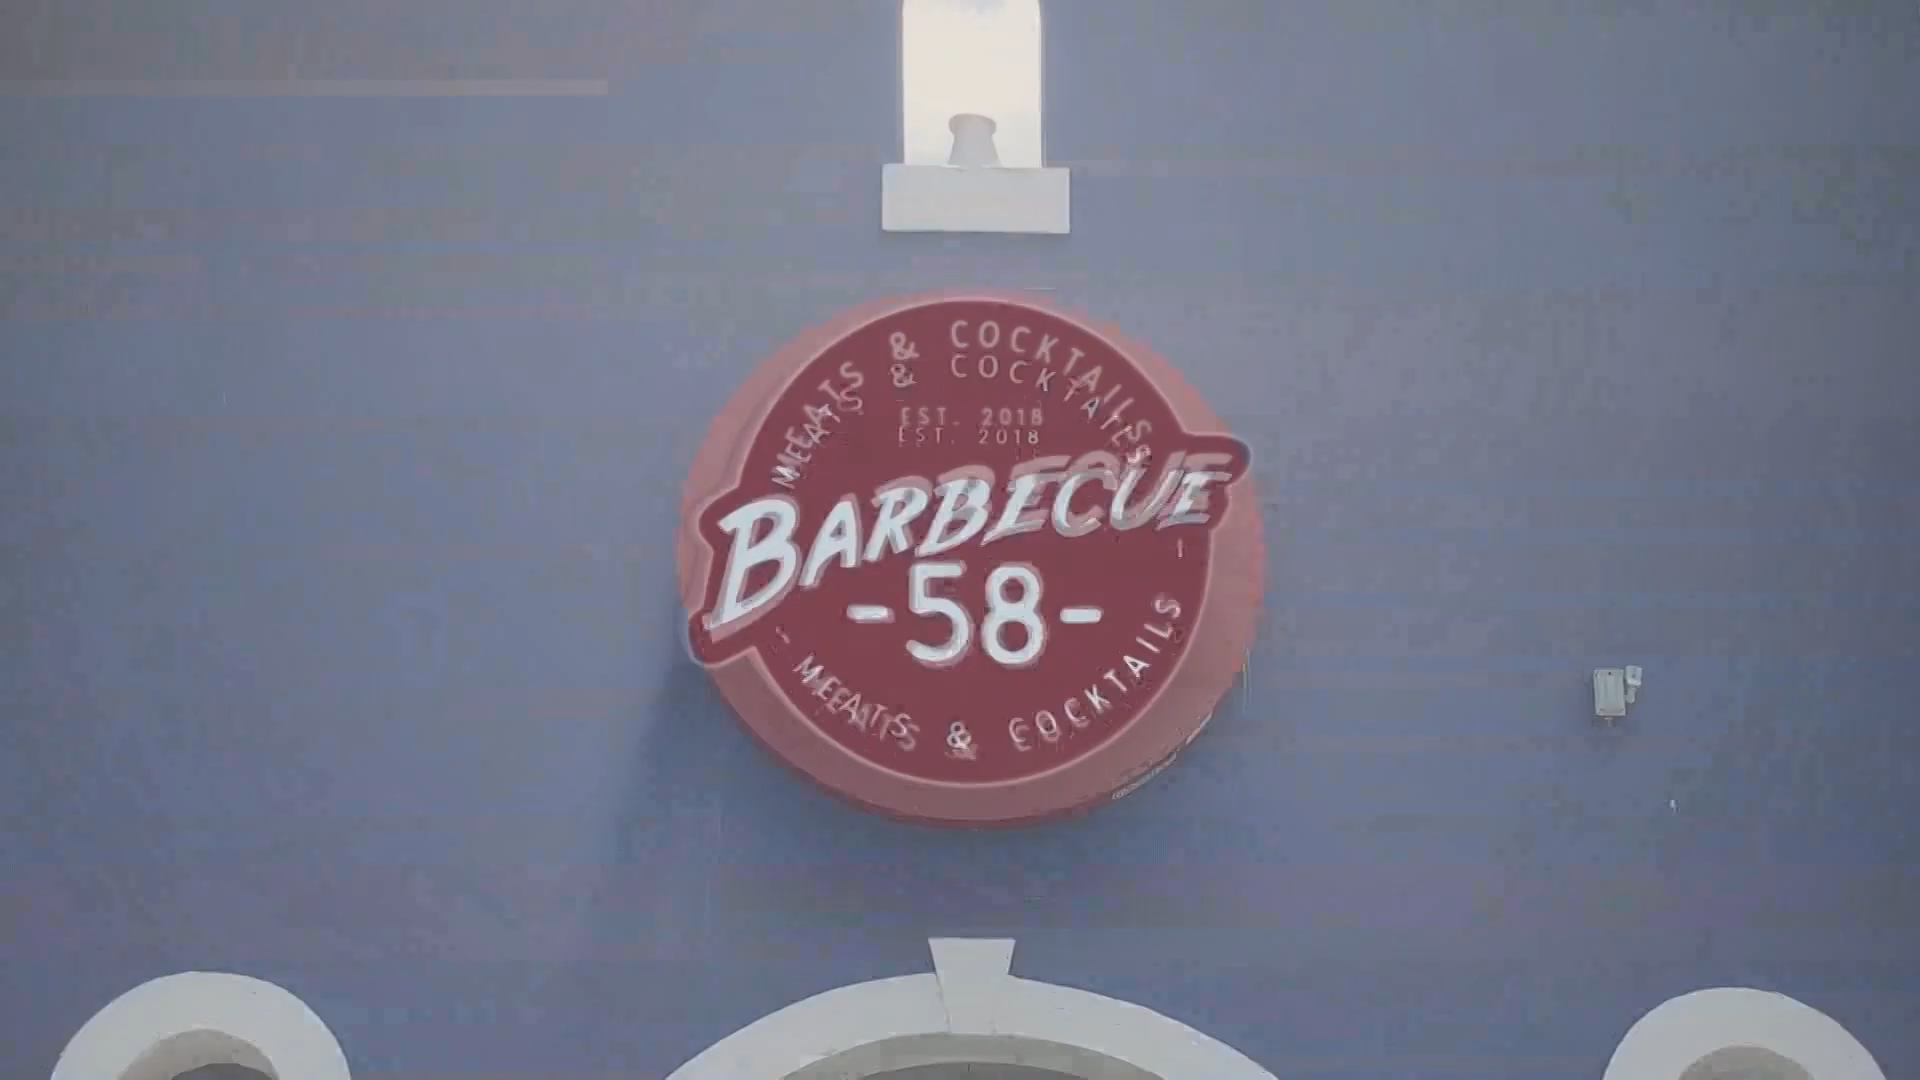 MEATS & COCKTAILS
EST. 2018
BARBECUE
-58-
MEATS & COCKTAILS